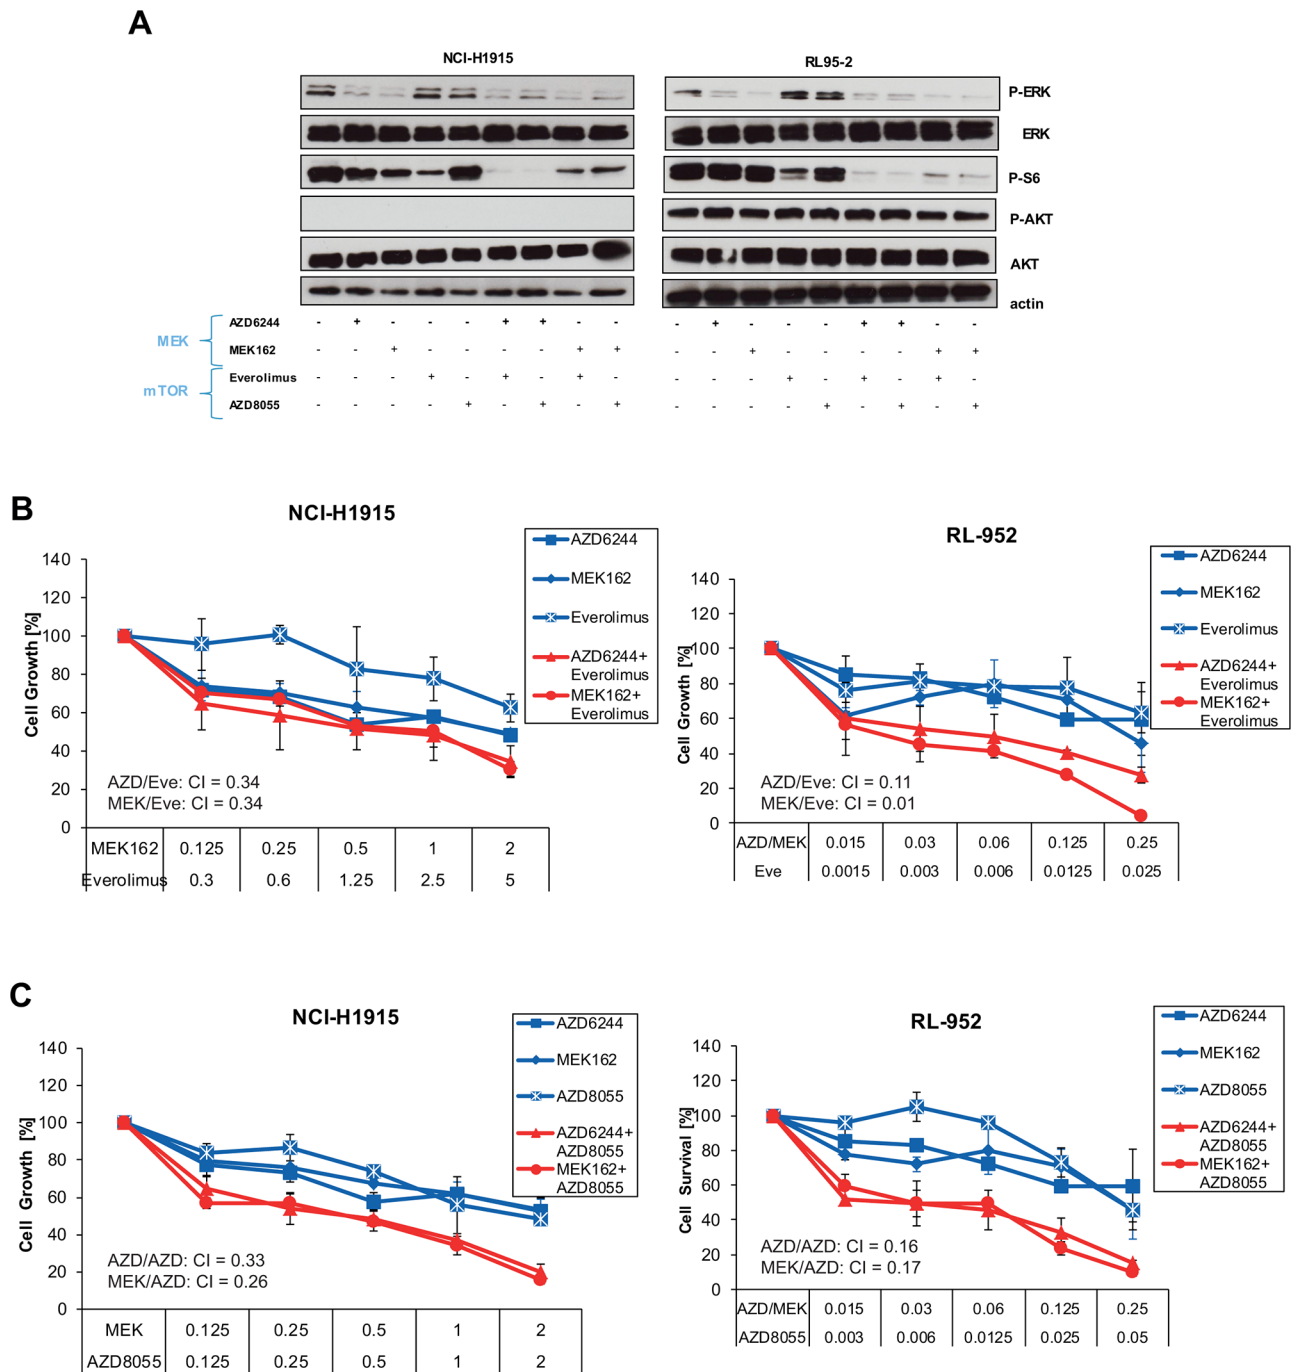 A
NCI-H1915
RL95-2
P-ERK
ERK
P-S6
P-AKT
AKT
actin
MEK
mTOR
AZD6244 - + - - - + + - - - + - - - + + - -
MEK162 - - + - - - - + + - - + - - - - + +
Everolimus - - - + - + - + - - - - + - + - + -
AZD8055 - - - - + - + - + - - - - + - + - +
B
NCI-H1915
Cell Growth [%]
140
120
100
80
60
40
20
0
AZD6244
MEK162
Everolimus
AZD6244+
Everolimus
MEK162+
Everolimus
AZD/Eve: CI = 0.34
MEK/Eve: CI = 0.34
MEK162 0.125 0.25 0.5 1 2
Everolimus 0.3 0.6 1.25 2.5 5
RL-952
Cell Growth [%]
140
120
100
80
60
40
20
0
AZD6244
MEK162
Everolimus
AZD6244+
Everolimus
MEK162+
Everolimus
AZD/Eve: CI = 0.11
MEK/Eve: CI = 0.01
AZD/MEK 0.015 0.03 0.06 0.125 0.25
Eve 0.0015 0.003 0.006 0.0125 0.025
C
NCI-H1915
Cell Growth [%]
140
120
100
80
60
40
20
0
AZD6244
MEK162
AZD8055
AZD6244+
AZD8055
MEK162+
AZD8055
AZD/AZD: CI = 0.33
MEK/AZD: CI = 0.26
MEK 0.125 0.25 0.5 1 2
AZD8055 0.125 0.25 0.5 1 2
RL-952
Cell Survival [%]
140
120
100
80
60
40
20
0
AZD6244
MEK162
AZD8055
AZD6244+
AZD8055
MEK162+
AZD8055
AZD/AZD: CI = 0.16
MEK/AZD: CI = 0.17
AZD/MEK 0.015 0.03 0.06 0.125 0.25
AZD8055 0.003 0.006 0.0125 0.025 0.05